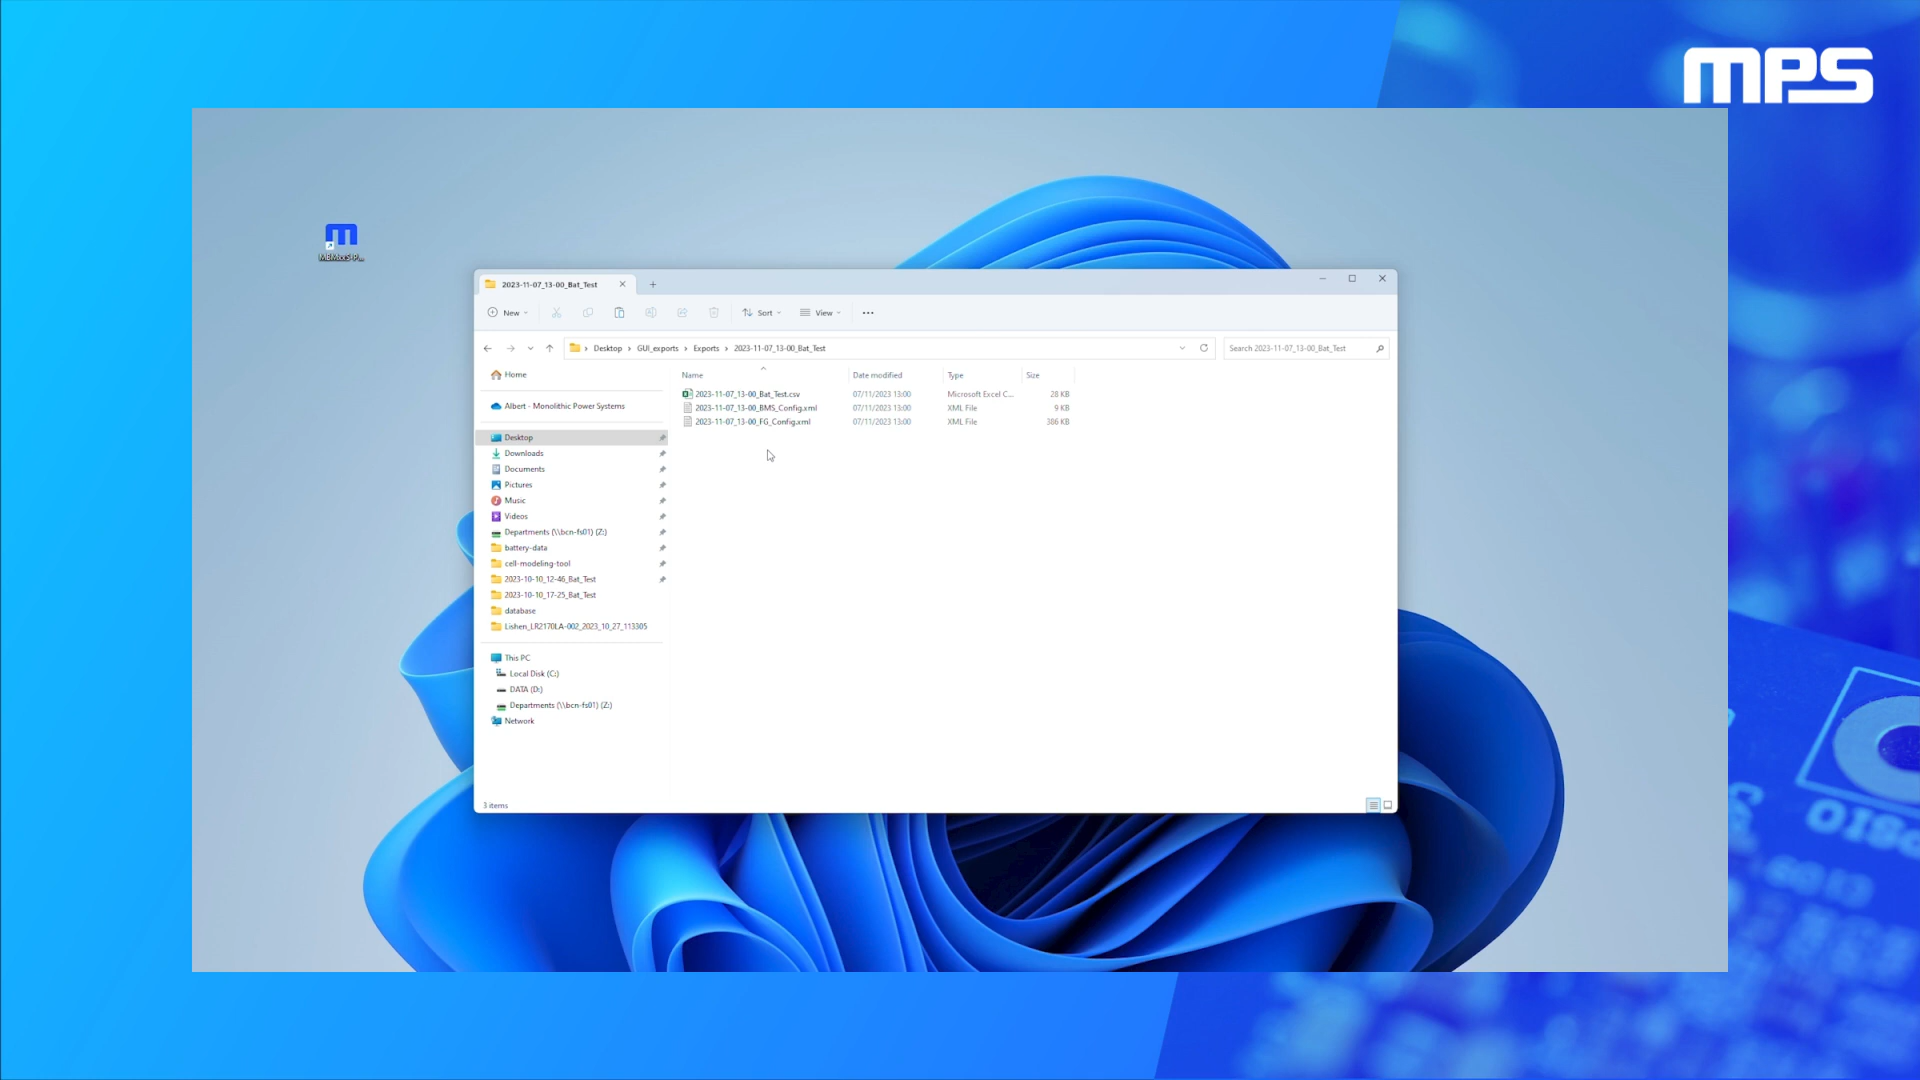 MPS
2023-11-07_13-00_Bat_Test
New
Sort
View
Desktop > GUI_exports > Exports > 2023-11-07_13-00_Bat_Test
Search 2023-11-07_13-00_Bat_Test
Home
Albert - Monolithic Power Systems
Desktop
Downloads
Documents
Pictures
Music
Videos
Departments (\\bcn-fs01) (Z:)
battery-data
cell-modeling-tool
2023-10-10_12-46_Bat_Test
2023-10-10_17-25_Bat_Test
database
Lishen_LR2170LA-002_2023_10_27_113305
This PC
Local Disk (C:)
DATA (D:)
Departments (\\bcn-fs01) (Z:)
Network
Name Date modified Type Size
2023-11-07_13-00_Bat_Test.csv 07/11/2023 13:00 Microsoft Excel C... 28 KB
2023-11-07_13-00_BMS_Config.xml 07/11/2023 13:00 XML File 9 KB
2023-11-07_13-00_FG_Config.xml 07/11/2023 13:00 XML File 386 KB
3 items